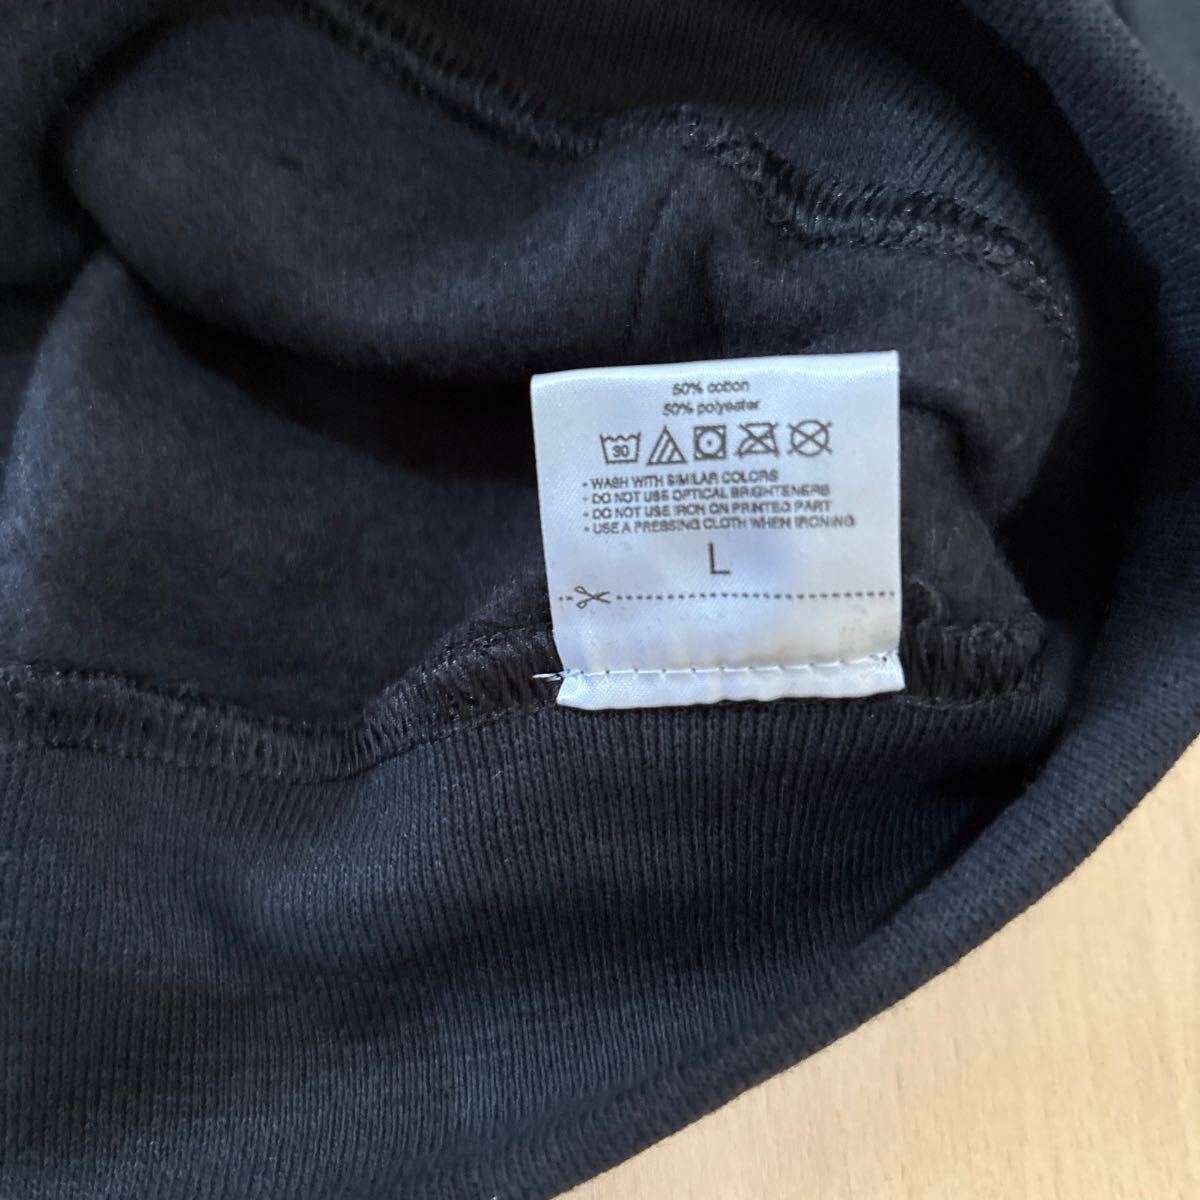 50% cotton
50% polyester
30
• WASH WITH SIMILAR COLORS
• DO NOT USE OPTICAL BRIGHTENERS
• DO NOT USE IRON ON PRINTED PART
• USE A PRESSING CLOTH WHEN IRONING
L